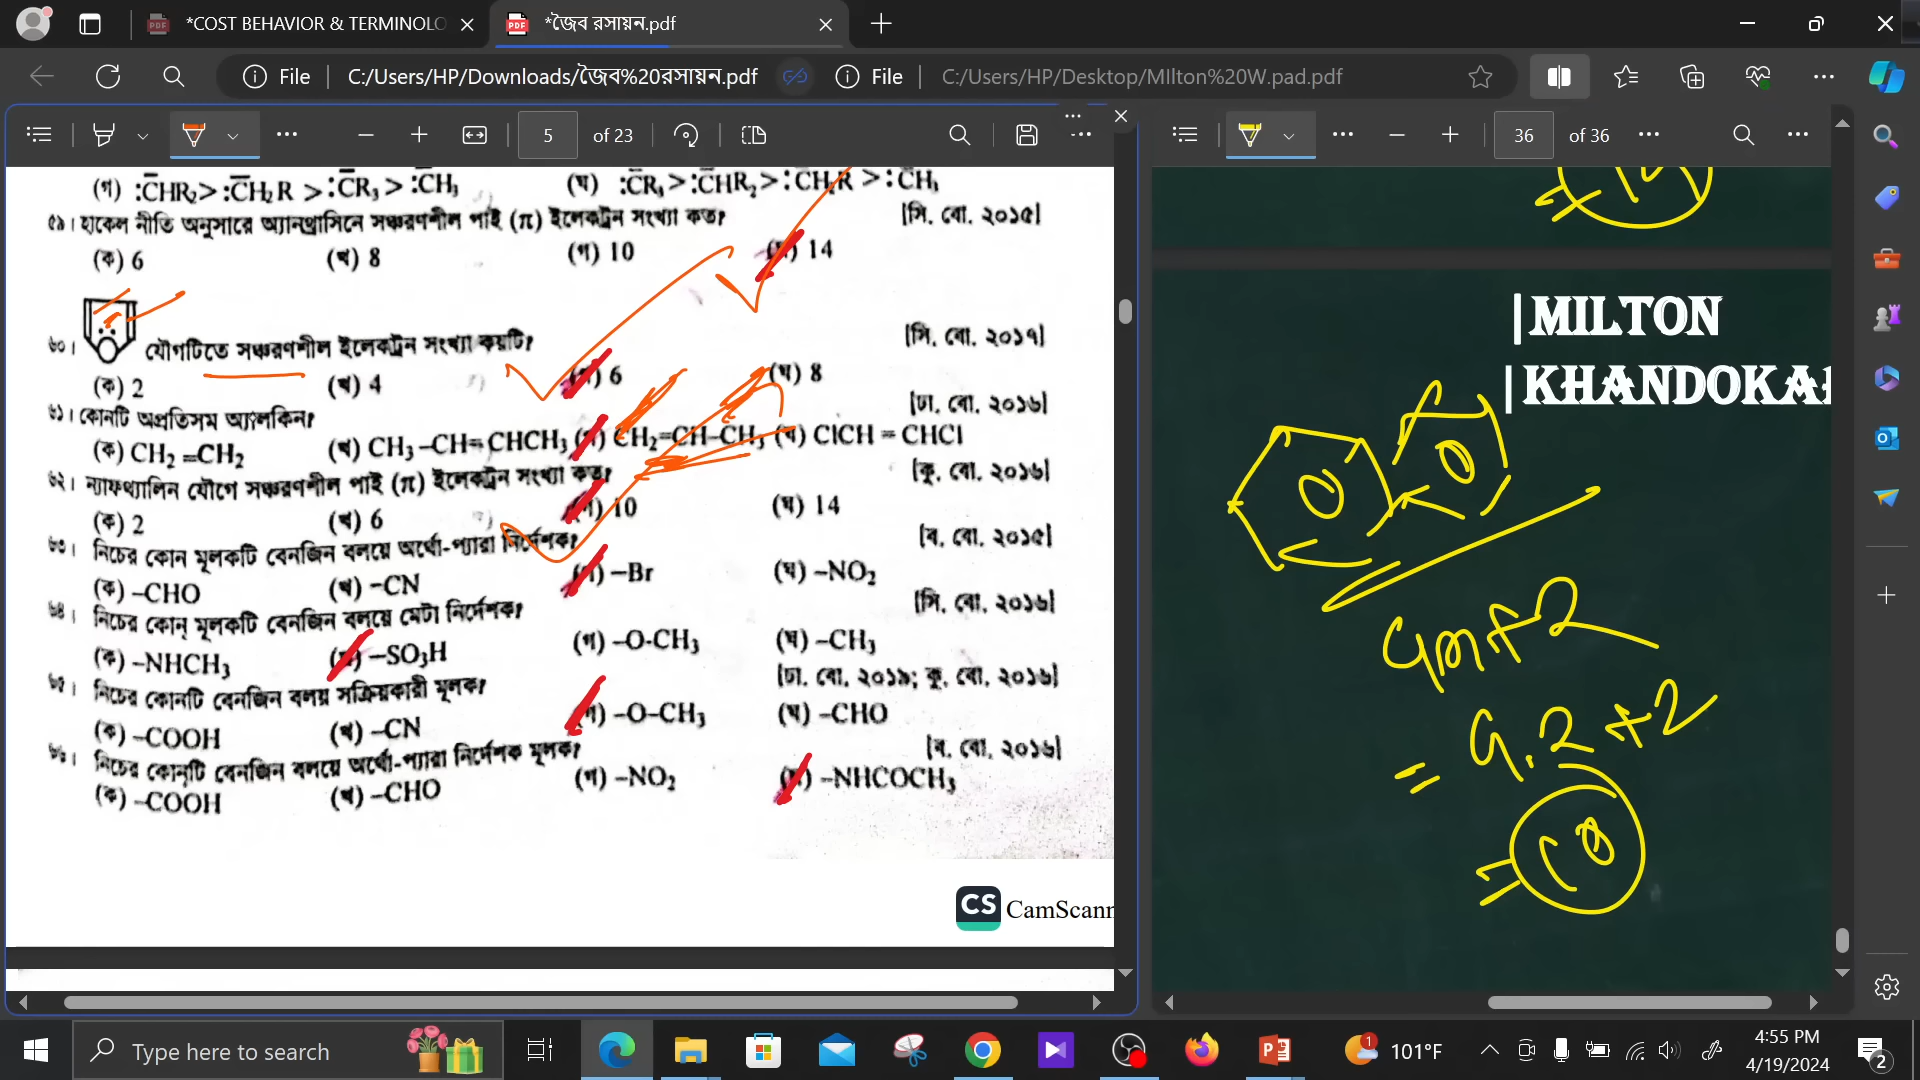 *COST BEHAVIOR & TERMINOLO
*জৈব রসায়ন.pdf
File
C:/Users/HP/Downloads/জৈব%20রসায়ন.pdf
File
C:/Users/HP/Desktop/MIlton%20W.pad.pdf
5 of 23
36 of 36
(গ) :C̅HR₂> :C̅H₂R > :C̅R₃ > :C̅H₃ (ঘ) :C̅R₃ >:C̅HR₂>:C̅H₂R >:C̅H₃
৫৯। হাকেল নীতি অনুসারে অ্যানথ্রাসিনে সঞ্চরণশীল পাই (π) ইলেকট্রন সংখ্যা কত? [সি. বো. ২০১৫]
(ক) 6 (খ) 8 (গ) 10 (ঘ) 14
৬০। যৌগটিতে সঞ্চরণশীল ইলেকট্রন সংখ্যা কয়টি? [সি. বো. ২০১৭]
(ক) 2 (খ) 4 (গ) 6 (ঘ) 8
৬১। কোনটি অপ্রতিসম অ্যালকিন? [ঢা. বো. ২০১৬]
(ক) CH₂ =CH₂ (খ) CH₃ –CH= CHCH₃ (গ) CH₂=CH–CH₃ (ঘ) ClCH = CHCl
৬২। ন্যাফথ্যালিন যৌগে সঞ্চরণশীল পাই (π) ইলেকট্রন সংখ্যা কত? [কু. বো. ২০১৬]
(ক) 2 (খ) 6 (গ) 10 (ঘ) 14
৬৩। নিচের কোন মূলকটি বেনজিন বলয়ে অর্থো-প্যারা নির্দেশক? [ব. বো. ২০১৫]
(ক) –CHO (খ) –CN (গ) –Br (ঘ) –NO₂
৬৪। নিচের কোন্ মূলকটি বেনজিন বলয়ে মেটা নির্দেশক? [সি. বো. ২০১৬]
(ক) –NHCH₃ (খ) –SO₃H (গ) –O-CH₃ (ঘ) –CH₃
৬৫। নিচের কোনটি বেনজিন বলয় সক্রিয়কারী মূলক? [ঢা. বো. ২০১৯; কু. বো. ২০১৬]
(ক) –COOH (খ) –CN (গ) –O–CH₃ (ঘ) –CHO
৬৬। নিচের কোন্‌টি বেনজিন বলয়ে অর্থো-প্যারা নির্দেশক মূলক? [ব. বো. ২০১৬]
(ক) –COOH (খ) –CHO (গ) –NO₂ (ঘ) –NHCOCH₃
CS CamScann
|MILTON
|KHANDOKA
4n+2
= 4.2+2
= 10
Type here to search
1
101°F
4:55 PM
4/19/2024
2